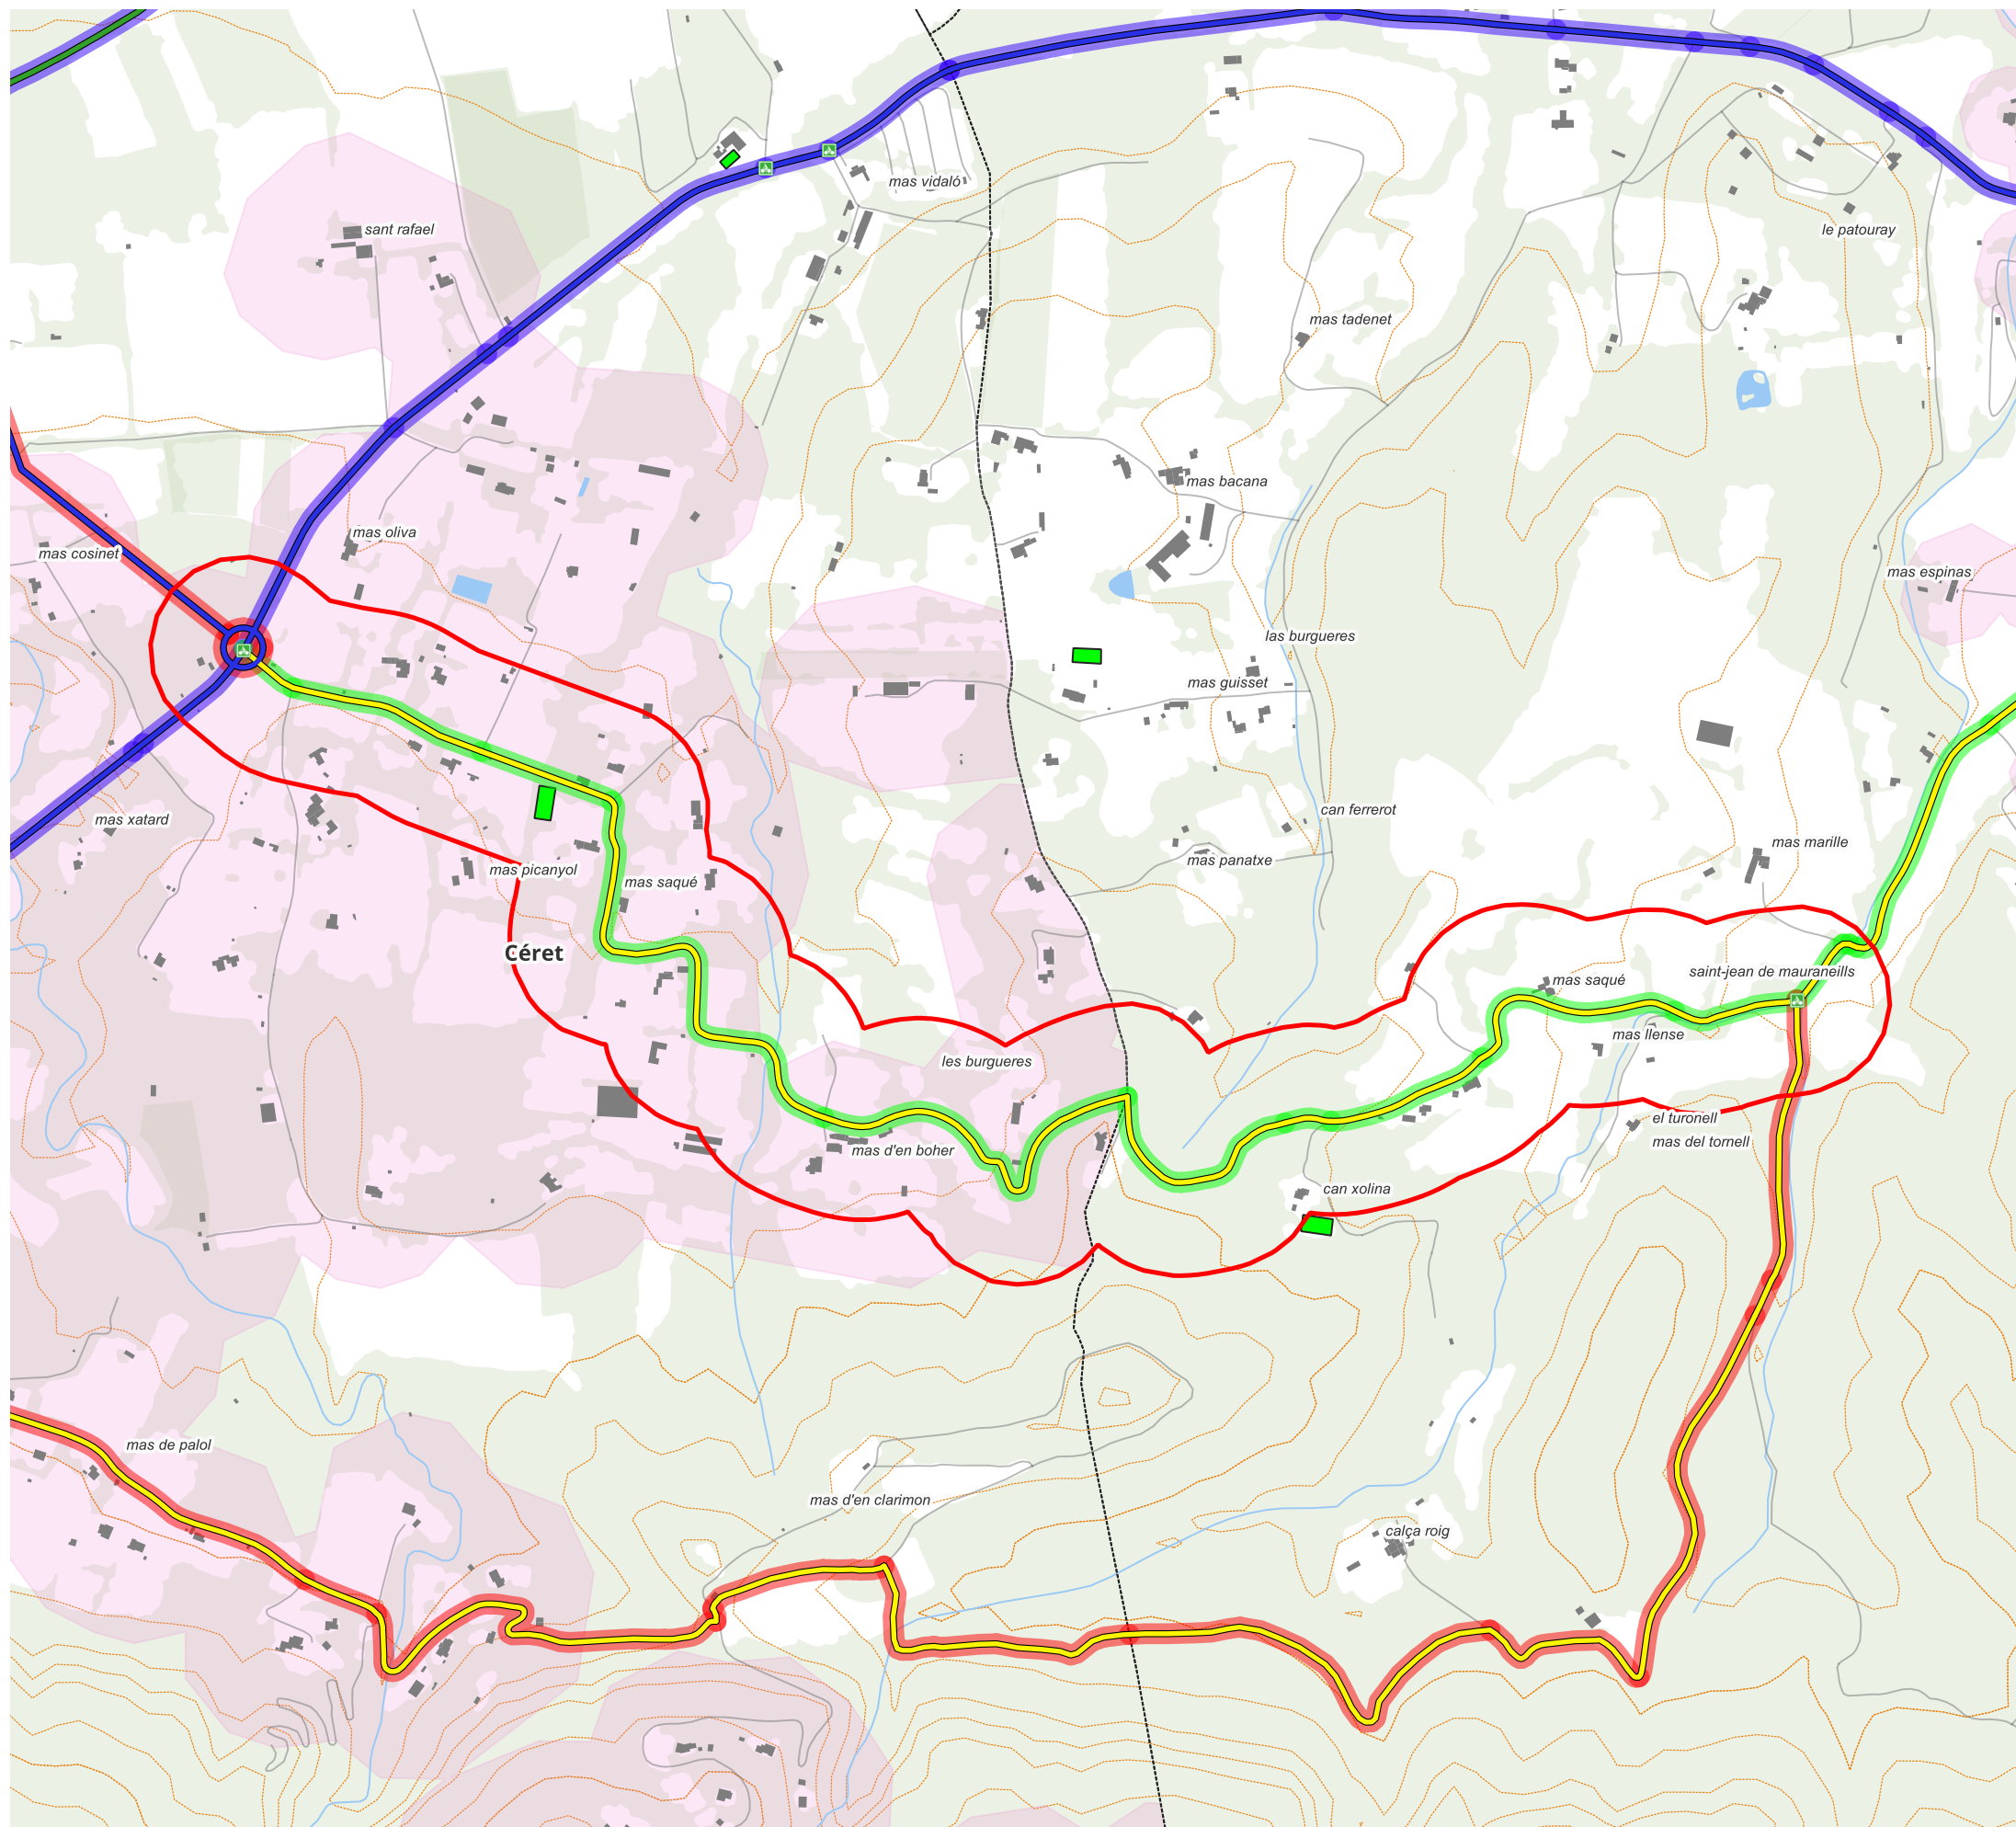 mas vidaló
sant rafael
le patouray
mas tadenet
mas bacana
mas oliva
mas cosinet
mas espinas
las burgueres
mas guisset
can ferrerot
mas xatard
mas marille
mas panatxe
mas picanyol
mas saqué
Céret
saint-jean de mauraneills
mas saqué
mas llense
les burgueres
el turonell
mas del tornell
mas d'en boher
can xolina
mas de palol
mas d'en clarimon
calça roig